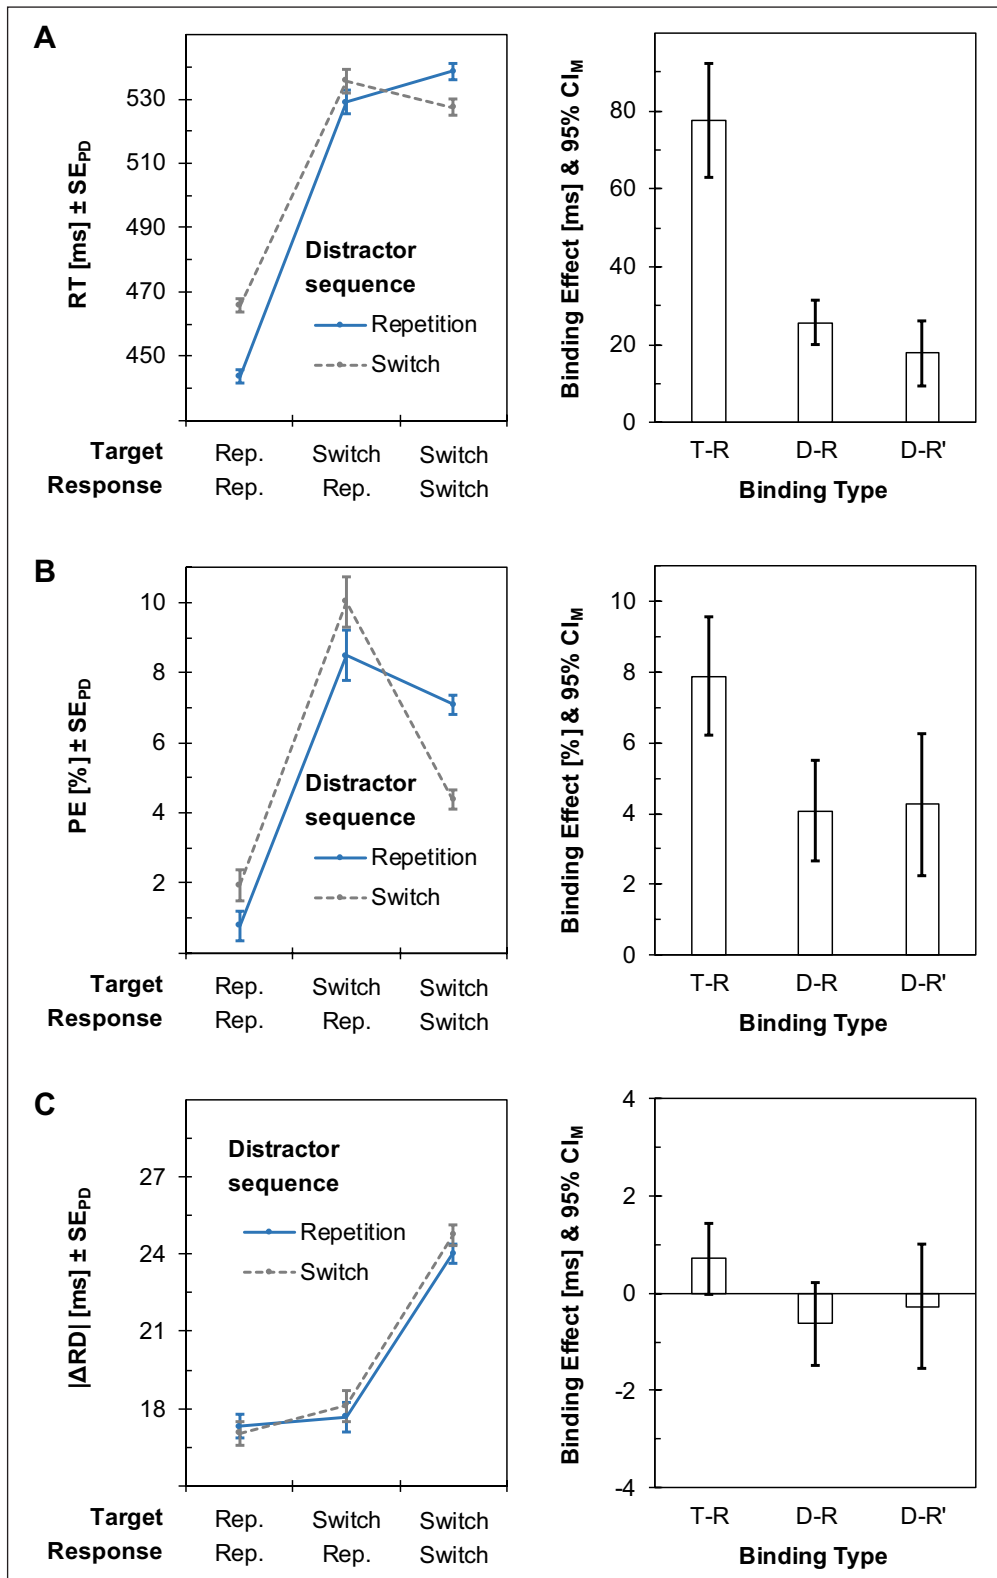 A
RT [ms] ± SEPD
530
510
490
470
450
Distractor
sequence
Repetition
Switch
Target Rep. Switch Switch
Response Rep. Rep. Switch
Binding Effect [ms] & 95% CIM
80
60
40
20
0
T-R D-R D-R'
Binding Type
B
PE [%] ± SEPD
10
8
6
4
2
Distractor
sequence
Repetition
Switch
Target Rep. Switch Switch
Response Rep. Rep. Switch
Binding Effect [%] & 95% CIM
10
8
6
4
2
0
T-R D-R D-R'
Binding Type
C
|ΔRD| [ms] ± SEPD
27
24
21
18
Distractor
sequence
Repetition
Switch
Target Rep. Switch Switch
Response Rep. Rep. Switch
Binding Effect [ms] & 95% CIM
4
2
0
-2
-4
T-R D-R D-R'
Binding Type